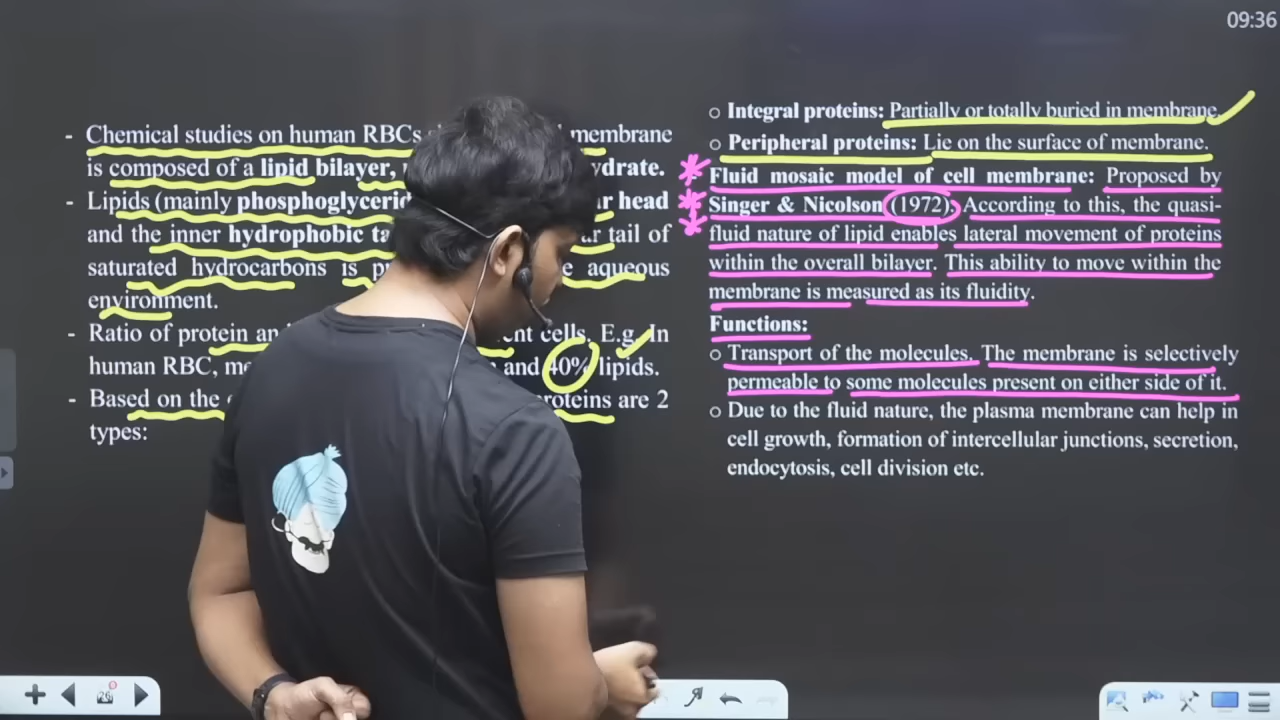 09:36
- Chemical studies on human RBCs membrane
is composed of a lipid bilayer, ydrate.
- Lipids (mainly phosphoglycerid head
and the inner hydrophobic ta tail of
saturated hydrocarbons is aqueous
environment.
- Ratio of protein an cells. E.g. In
human RBC, me and 40% lipids.
- Based on the proteins are 2
types:
○ Integral proteins: Partially or totally buried in membrane.
○ Peripheral proteins: Lie on the surface of membrane.
Fluid mosaic model of cell membrane: Proposed by
Singer & Nicolson (1972). According to this, the quasi-
fluid nature of lipid enables lateral movement of proteins
within the overall bilayer. This ability to move within the
membrane is measured as its fluidity.
Functions:
○ Transport of the molecules. The membrane is selectively
permeable to some molecules present on either side of it.
○ Due to the fluid nature, the plasma membrane can help in
cell growth, formation of intercellular junctions, secretion,
endocytosis, cell division etc.